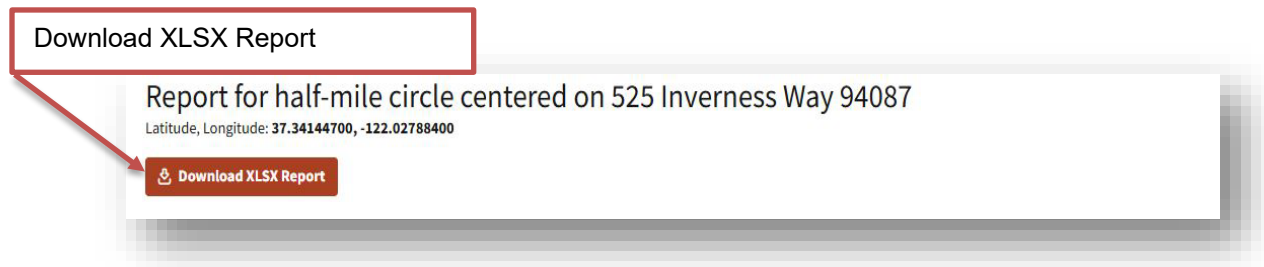 Download XLSX Report
Report for half-mile circle centered on 525 Inverness Way 94087
Latitude, Longitude: 37.34144700, -122.02788400
Download XLSX Report